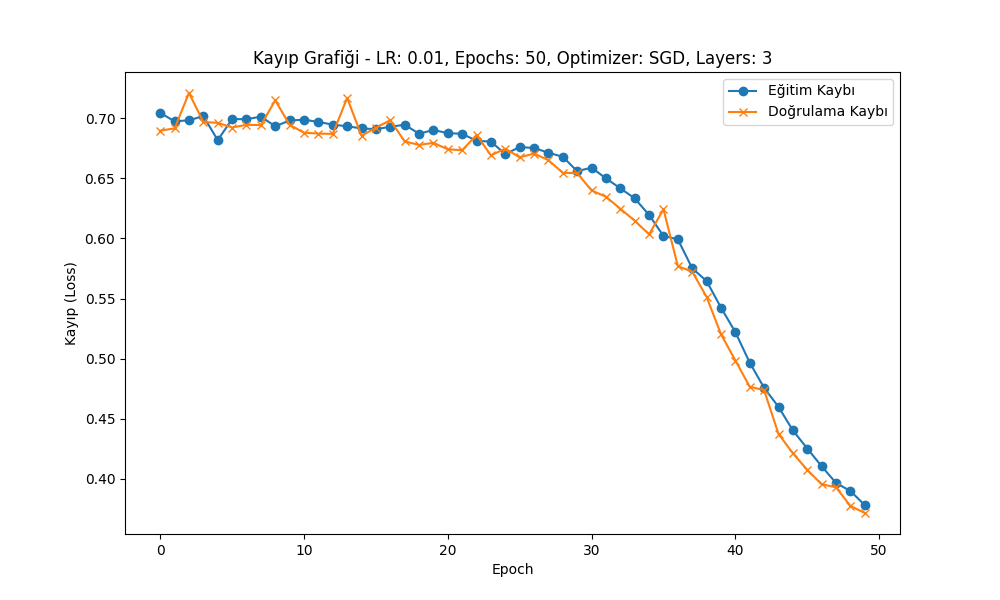 Kayıp Grafiği - LR: 0.01, Epochs: 50, Optimizer: SGD, Layers: 3
Eğitim Kaybı
Doğrulama Kaybı
Kayıp (Loss)
0.70
0.65
0.60
0.55
0.50
0.45
0.40
0 10 20 30 40 50
Epoch